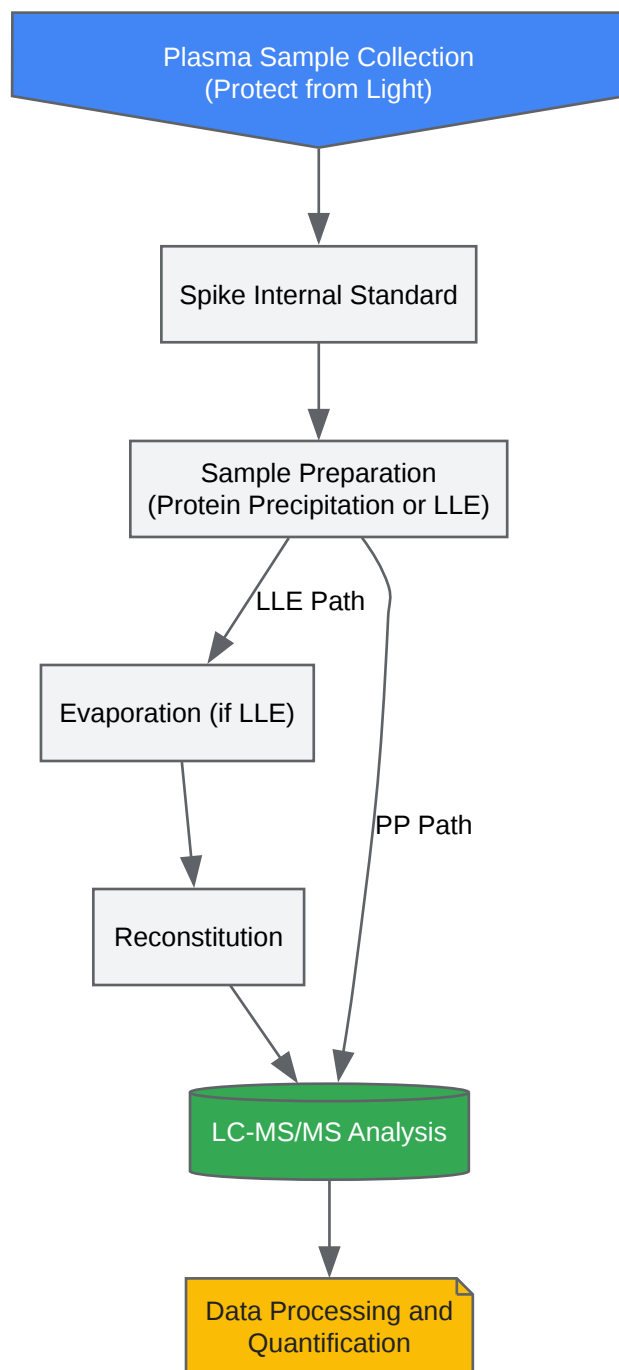 Plasma Sample Collection
(Protect from Light)
Spike Internal Standard
Sample Preparation
(Protein Precipitation or LLE)
LLE Path
Evaporation (if LLE)
PP Path
Reconstitution
LC-MS/MS Analysis
Data Processing and
Quantification